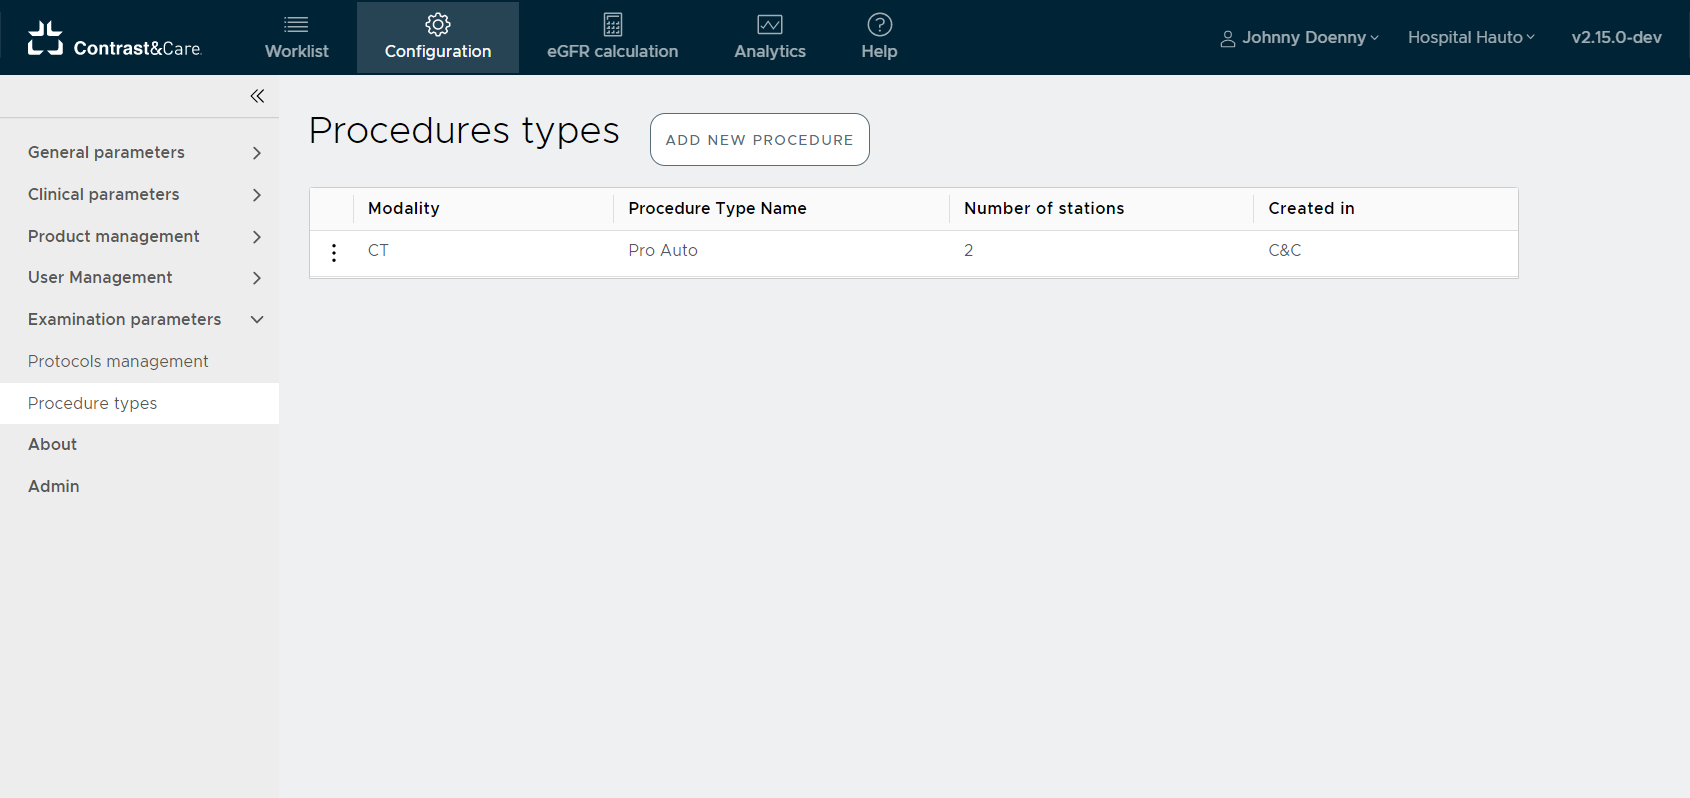 Contrast&Care.
Worklist
Configuration
eGFR calculation
Analytics
Help
Johnny Doenny
Hospital Hauto
v2.15.0-dev
General parameters
Clinical parameters
Product management
User Management
Examination parameters
Protocols management
Procedure types
About
Admin
Procedures types
ADD NEW PROCEDURE
Modality Procedure Type Name Number of stations Created in
CT Pro Auto 2 C&C